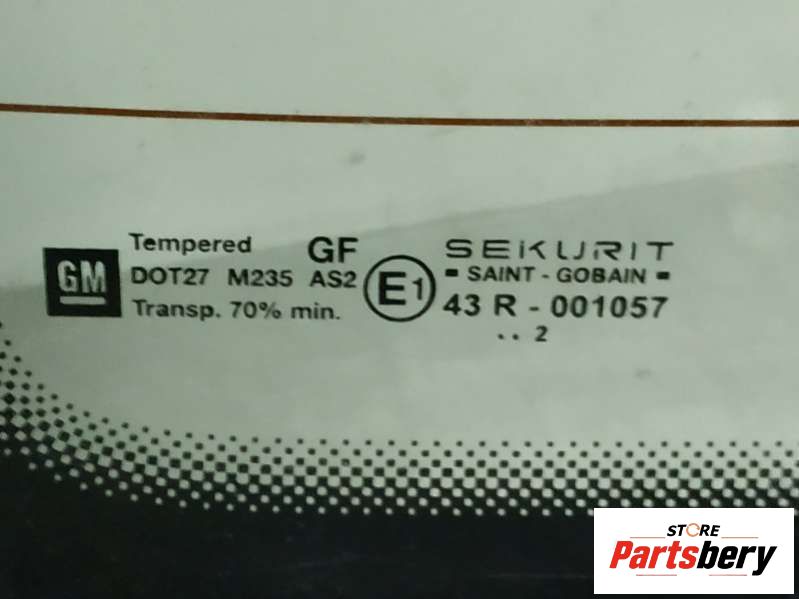 GM
Tempered GF
DOT27 M235 AS2
Transp. 70% min.
E1
SEKURIT
SAINT - GOBAIN
43 R - 001057
.. 2
STORE
Partsbery